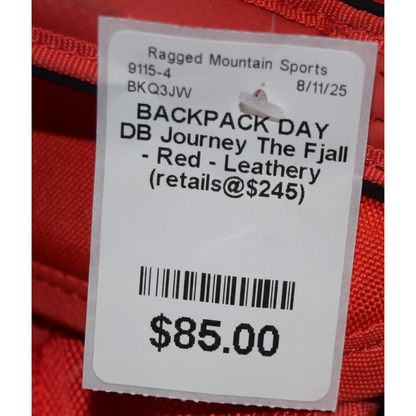 Ragged Mountain Sports
9115-4
BKQ3JW 8/11/25
BACKPACK DAY
DB Journey The Fjall
- Red - Leathery
(retails@$245)
$85.00